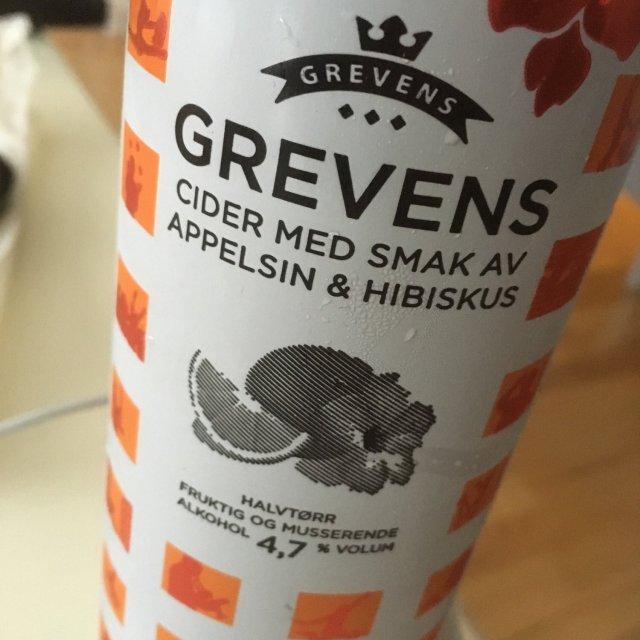 GREVENS
GREVENS
CIDER MED SMAK AV
APPELSIN & HIBISKUS
HALVTØRR
FRUKTIG OG MUSSERENDE
ALKOHOL 4,7 % VOLUM